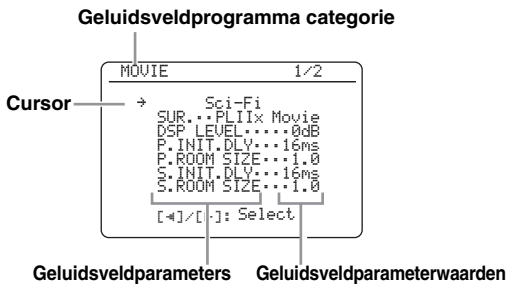 Geluidsveldprogramma categorie
MOVIE 1/2
Cursor → Sci-Fi
SUR.··PLIIx Movie
DSP LEVEL·····0dB
P.INIT.DLY···16ms
P.ROOM SIZE···1.0
S.INIT.DLY···16ms
S.ROOM SIZE···1.0
[◄]/[►]: Select
Geluidsveldparameters Geluidsveldparameterwaarden